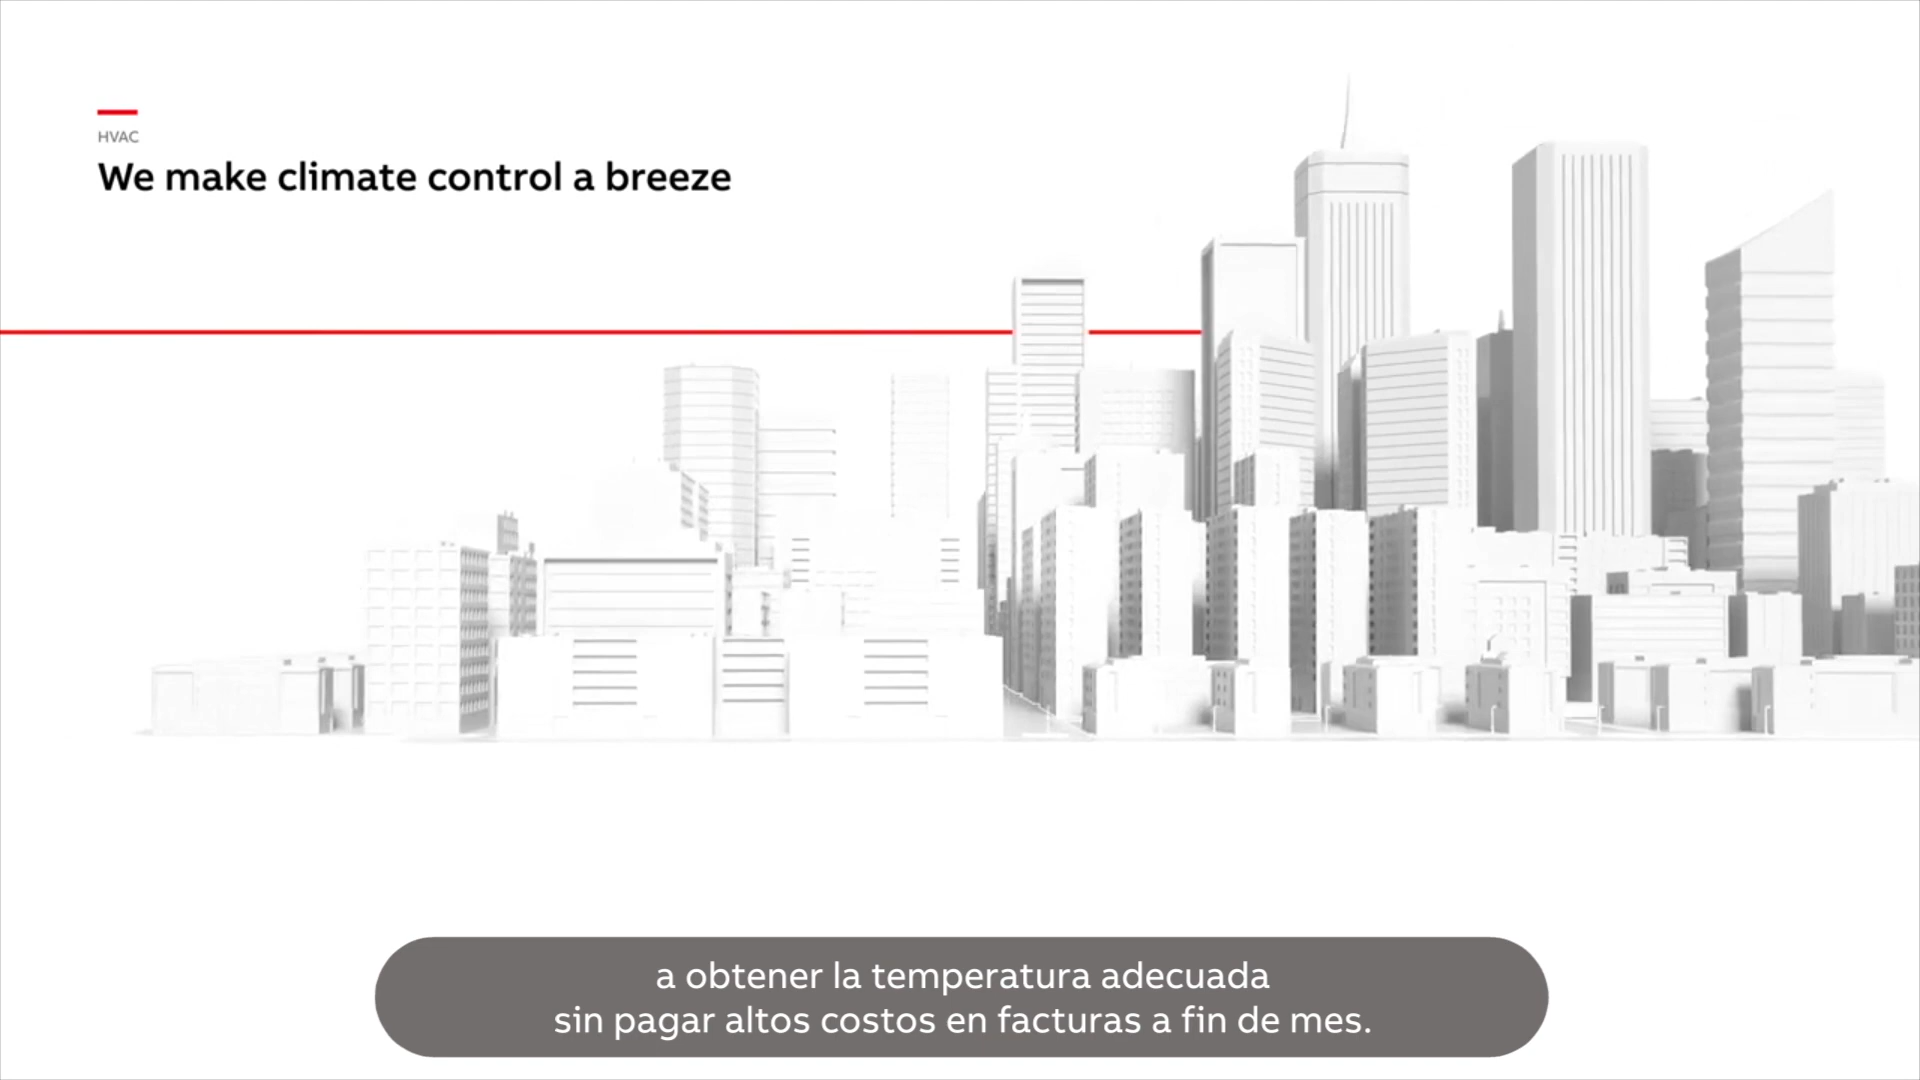 HVAC
We make climate control a breeze
a obtener la temperatura adecuada
sin pagar altos costos en facturas a fin de mes.